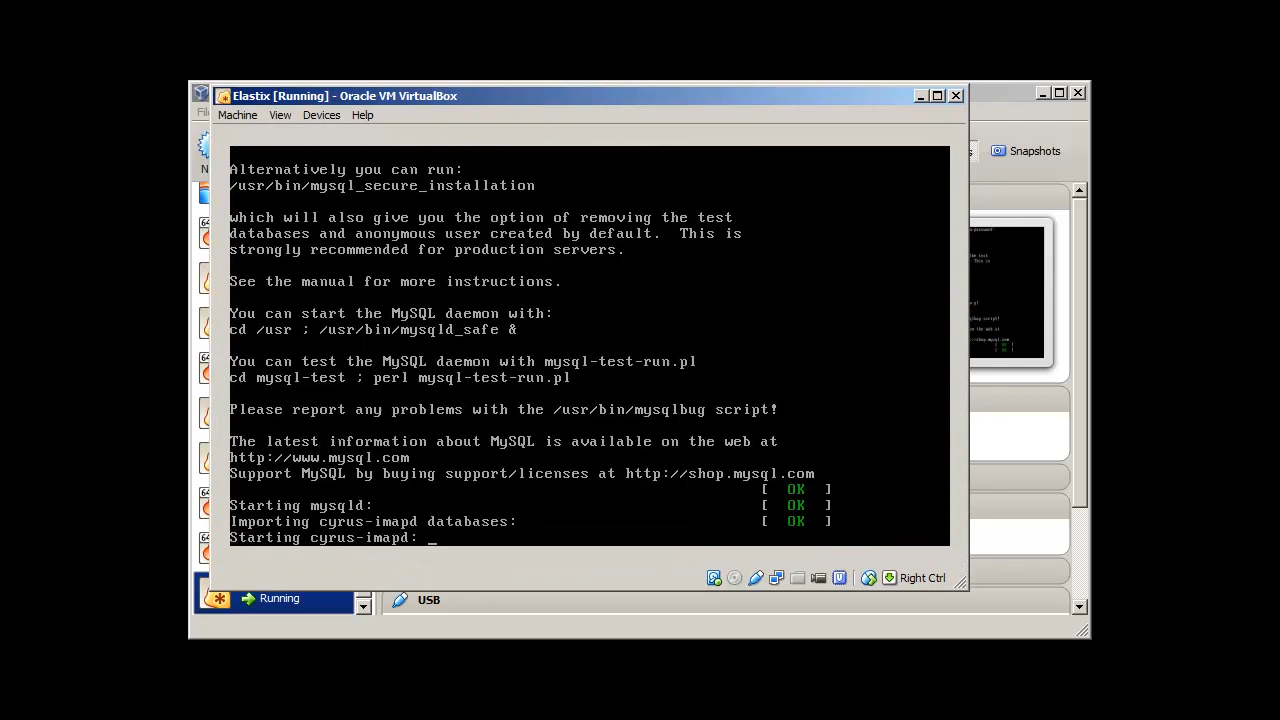 Elastix [Running] - Oracle VM VirtualBox
Machine View Devices Help
Snapshots
Alternatively you can run:
/usr/bin/mysql_secure_installation
which will also give you the option of removing the test
databases and anonymous user created by default.  This is
strongly recommended for production servers.
See the manual for more instructions.
You can start the MySQL daemon with:
cd /usr ; /usr/bin/mysqld_safe &
You can test the MySQL daemon with mysql-test-run.pl
cd mysql-test ; perl mysql-test-run.pl
Please report any problems with the /usr/bin/mysqlbug script!
The latest information about MySQL is available on the web at
http://www.mysql.com
Support MySQL by buying support/licenses at http://shop.mysql.com
[  OK  ]
Starting mysqld: [  OK  ]
Importing cyrus-imapd databases: [  OK  ]
Starting cyrus-imapd: _
Right Ctrl
Running
USB